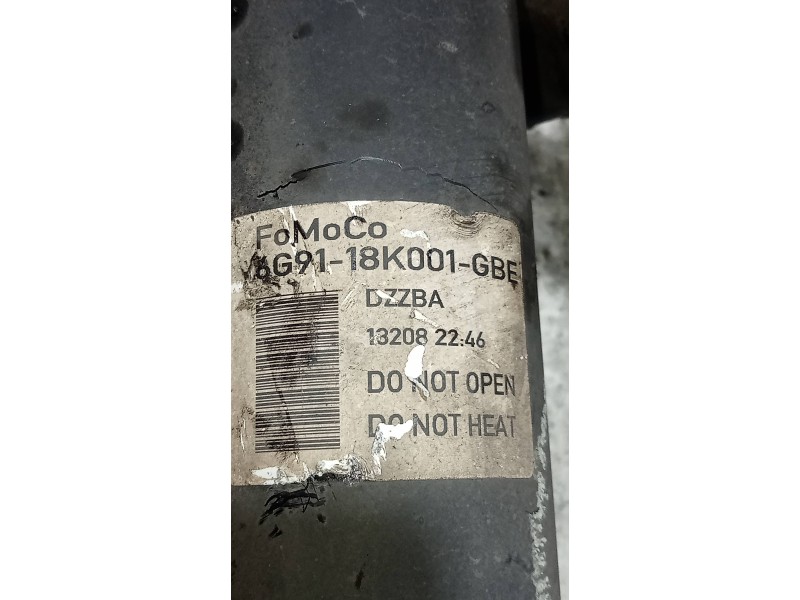 FoMoCo
6G91-18K001-GBE
DZZBA
13208 22:46
DO NOT OPEN
DO NOT HEAT